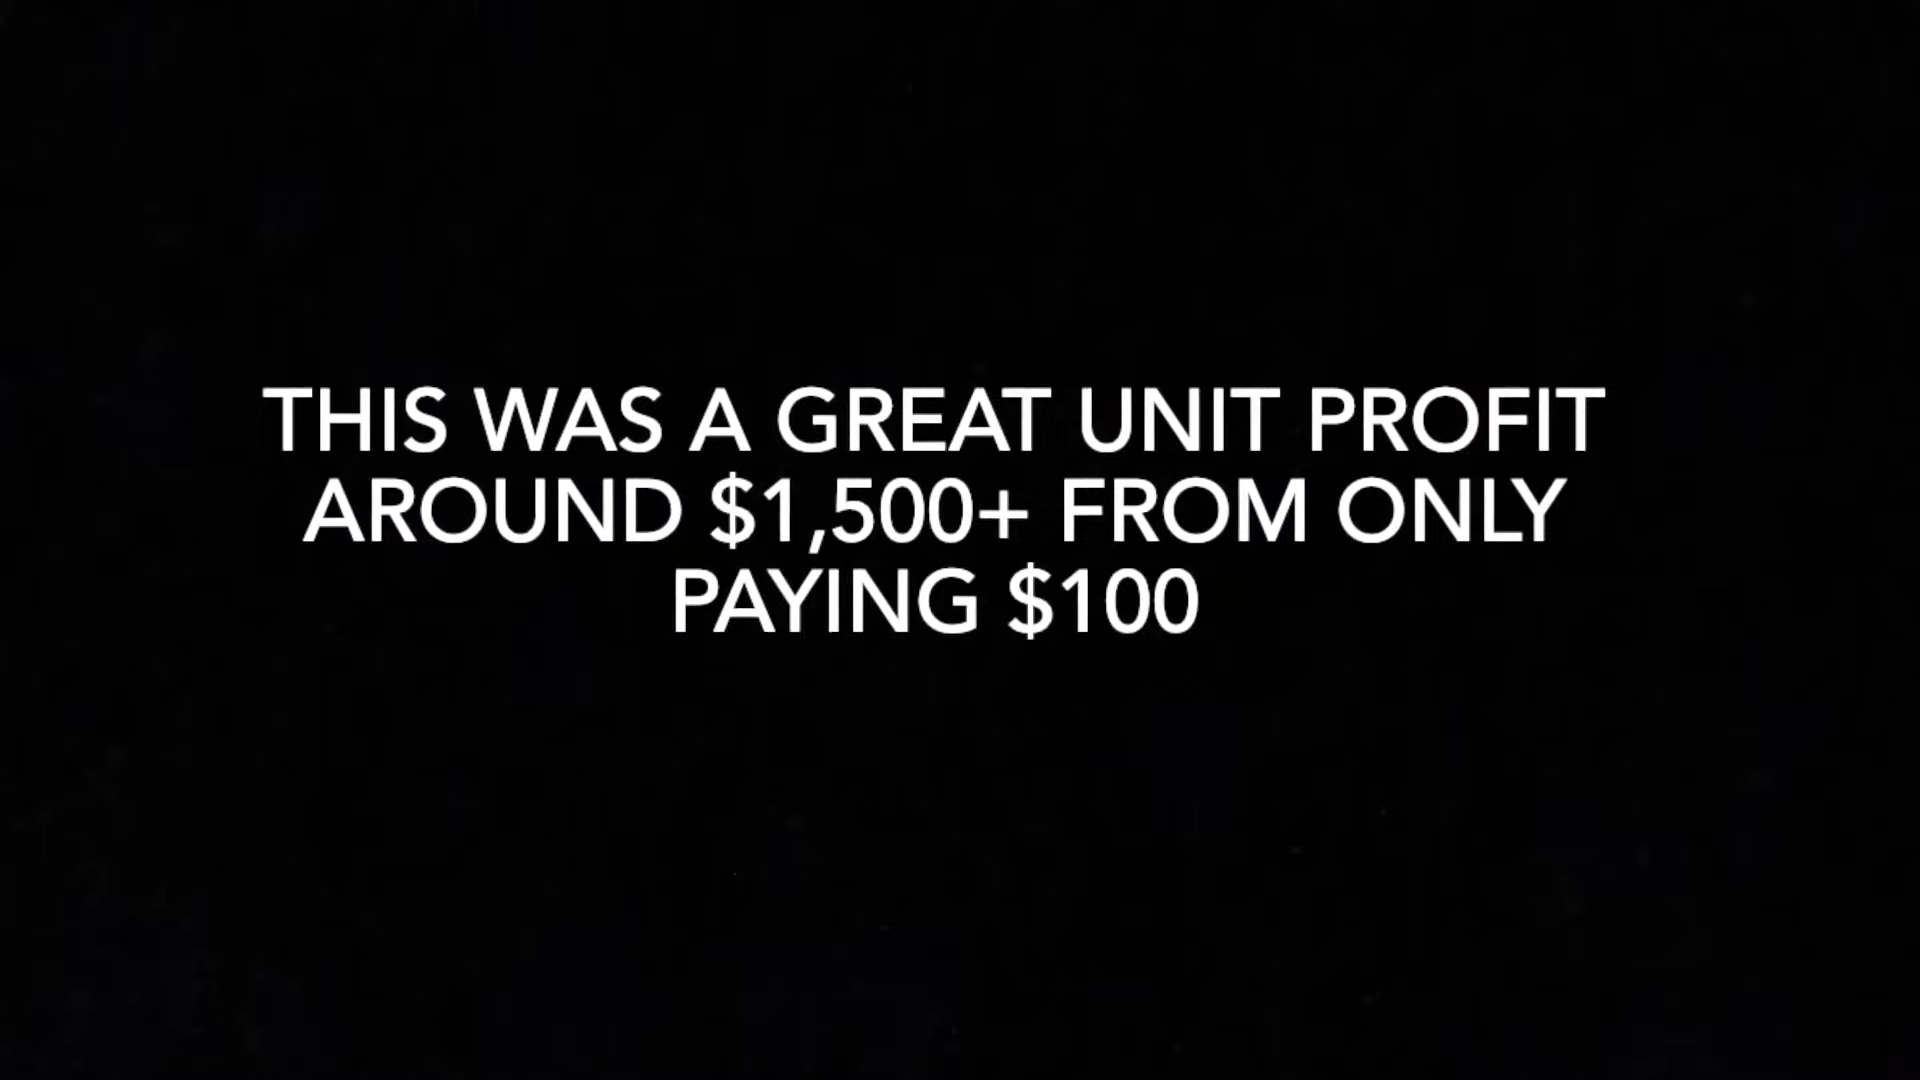 THIS WAS A GREAT UNIT PROFIT
AROUND $1,500+ FROM ONLY
PAYING $100